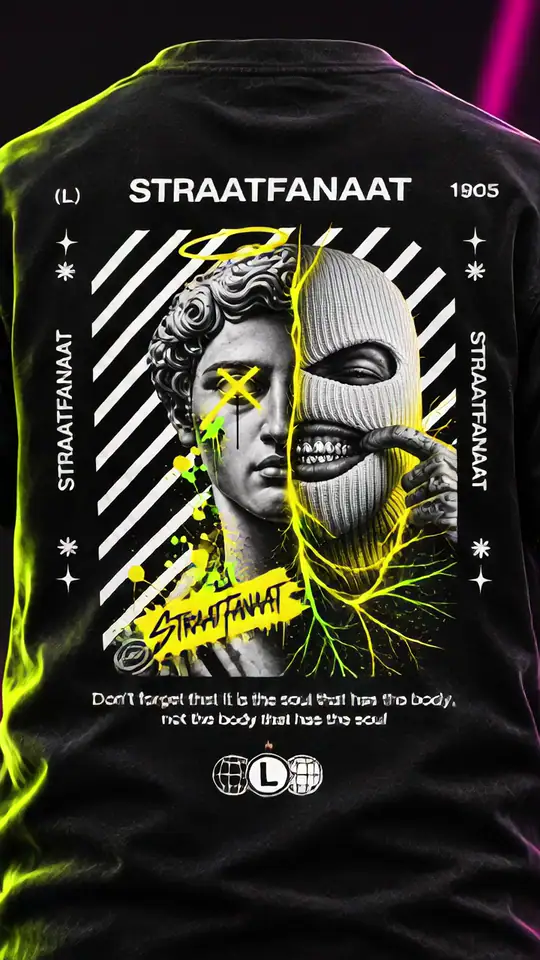 (L) STRAATFANAAT 1905
STRAATFANAAT
STRAATFANAAT
STRAATFANAAT
Don't forget that it is the soul that has the body,
not the body that has the soul
L